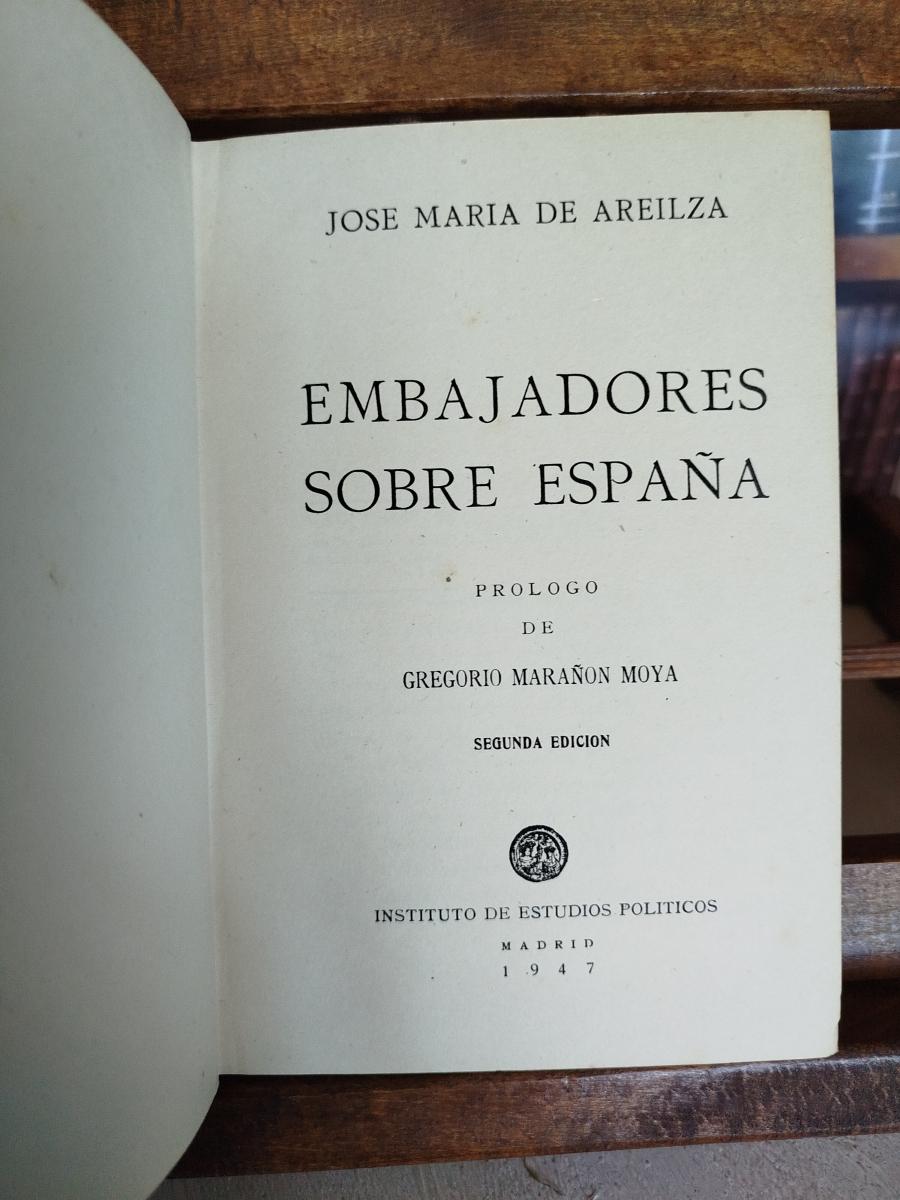 JOSE MARIA DE AREILZA
EMBAJADORES
SOBRE ESPAÑA
PROLOGO
DE
GREGORIO MARAÑON MOYA
SEGUNDA EDICION
INSTITUTO DE ESTUDIOS POLITICOS
MADRID
1947